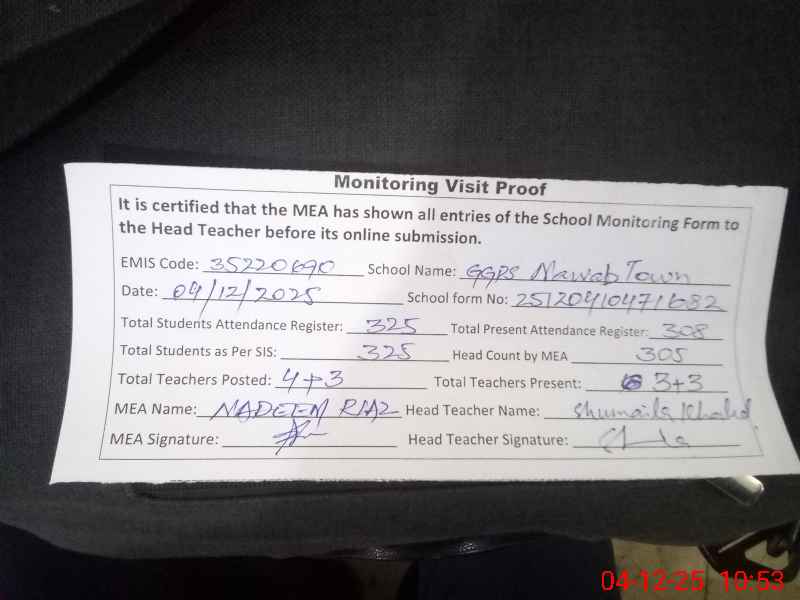 Monitoring Visit Proof
It is certified that the MEA has shown all entries of the School Monitoring Form to
the Head Teacher before its online submission.
EMIS Code: 35220690 School Name: GGPS Nawab Town
Date: 04/12/2025 School form No: 25120410471682
Total Students Attendance Register: 325 Total Present Attendance Register: 308
Total Students as Per SIS: 325 Head Count by MEA 305
Total Teachers Posted: 4+3 Total Teachers Present: 3+3
MEA Name: NADEEM RIAZ Head Teacher Name: Shumaila Khalid
MEA Signature: Head Teacher Signature:
04-12-25 10:53